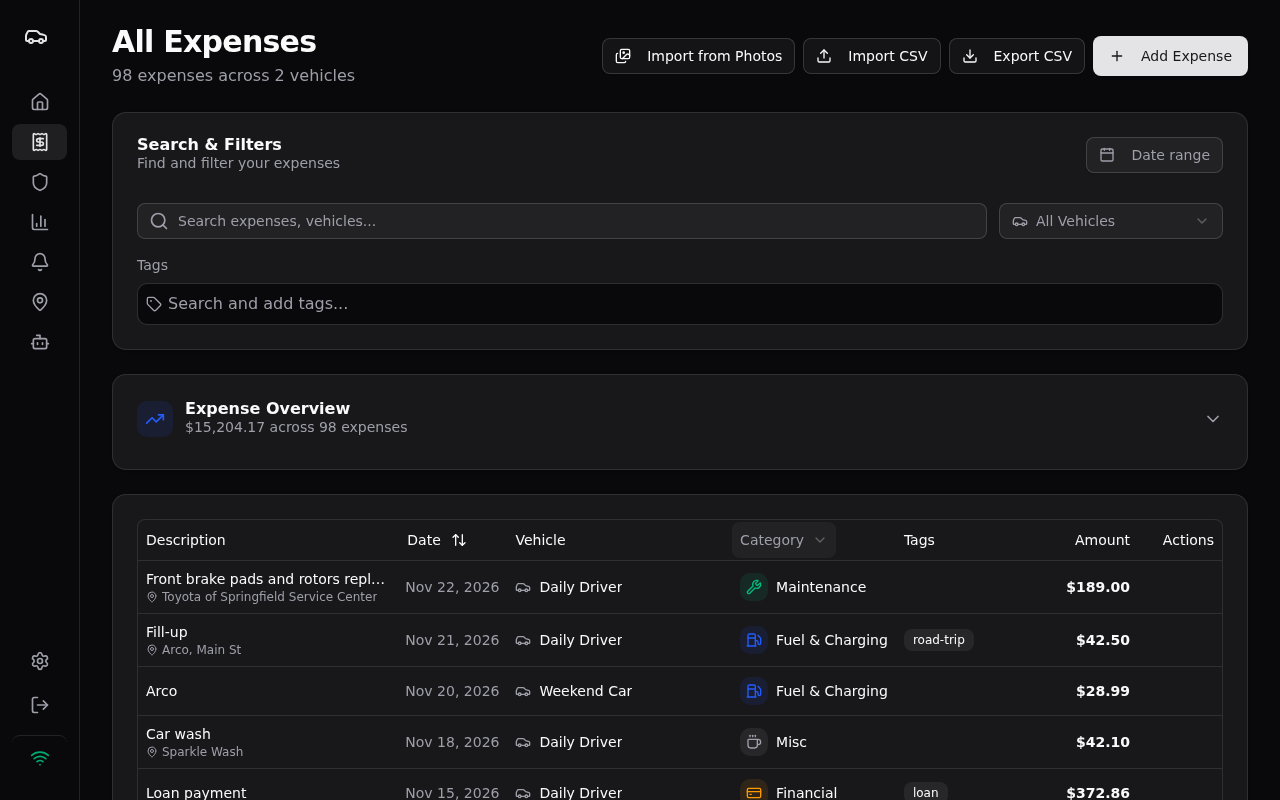 All Expenses
98 expenses across 2 vehicles
Import from Photos
Import CSV
Export CSV
Add Expense
Search & Filters
Find and filter your expenses
Date range
Search expenses, vehicles...
All Vehicles
Tags
Search and add tags...
Expense Overview
$15,204.17 across 98 expenses
Description Date Vehicle Category Tags Amount Actions
Front brake pads and rotors repl... Nov 22, 2026 Daily Driver Maintenance $189.00
Toyota of Springfield Service Center
Fill-up Nov 21, 2026 Daily Driver Fuel & Charging road-trip $42.50
Arco, Main St
Arco Nov 20, 2026 Weekend Car Fuel & Charging $28.99
Car wash Nov 18, 2026 Daily Driver Misc $42.10
Sparkle Wash
Loan payment Nov 15, 2026 Daily Driver Financial loan $372.86